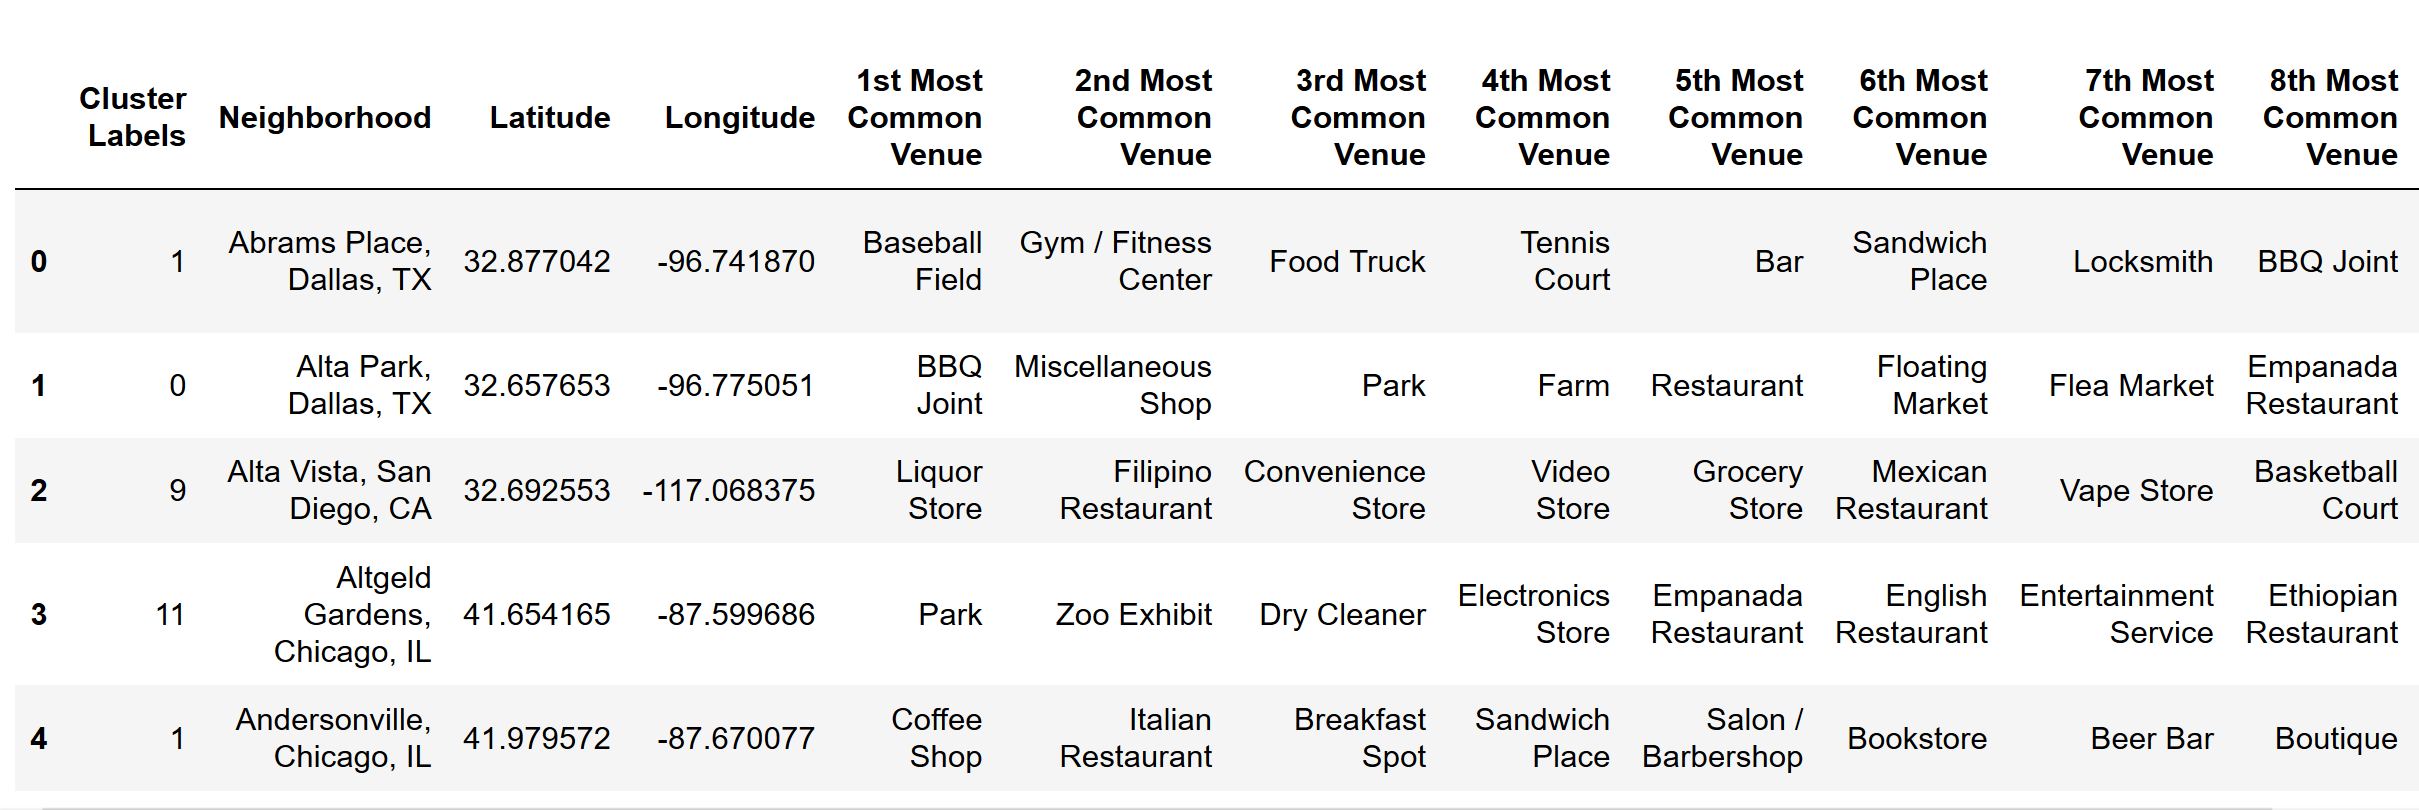 Cluster Labels Neighborhood Latitude Longitude 1st Most Common Venue 2nd Most Common Venue 3rd Most Common Venue 4th Most Common Venue 5th Most Common Venue 6th Most Common Venue 7th Most Common Venue 8th Most Common Venue
0 1 Abrams Place, Dallas, TX 32.877042 -96.741870 Baseball Field Gym / Fitness Center Food Truck Tennis Court Bar Sandwich Place Locksmith BBQ Joint
1 0 Alta Park, Dallas, TX 32.657653 -96.775051 BBQ Joint Miscellaneous Shop Park Farm Restaurant Floating Market Flea Market Empanada Restaurant
2 9 Alta Vista, San Diego, CA 32.692553 -117.068375 Liquor Store Filipino Restaurant Convenience Store Video Store Grocery Store Mexican Restaurant Vape Store Basketball Court
3 11 Altgeld Gardens, Chicago, IL 41.654165 -87.599686 Park Zoo Exhibit Dry Cleaner Electronics Store Empanada Restaurant English Restaurant Entertainment Service Ethiopian Restaurant
4 1 Andersonville, Chicago, IL 41.979572 -87.670077 Coffee Shop Italian Restaurant Breakfast Spot Sandwich Place Salon / Barbershop Bookstore Beer Bar Boutique